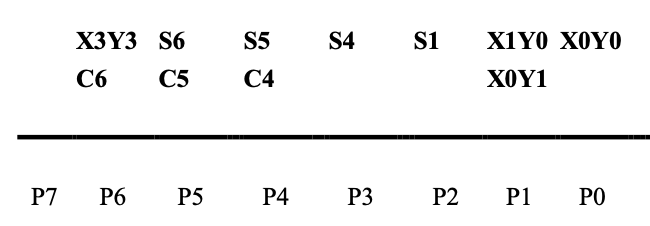 X3Y3 S6 S5 S4 S1 X1Y0 X0Y0
C6 C5 C4 X0Y1
P7 P6 P5 P4 P3 P2 P1 P0